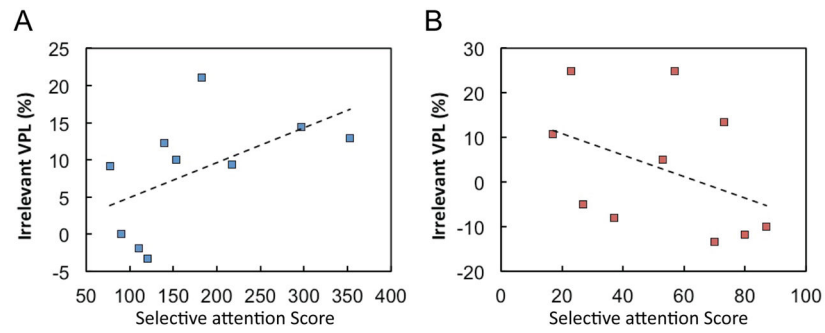 A
B
25
20
15
10
5
0
-5
Irrelevant VPL (%)
50 100 150 200 250 300 350 400
Selective attention Score
30
20
10
0
-10
-20
Irrelevant VPL (%)
0 20 40 60 80 100
Selective attention Score